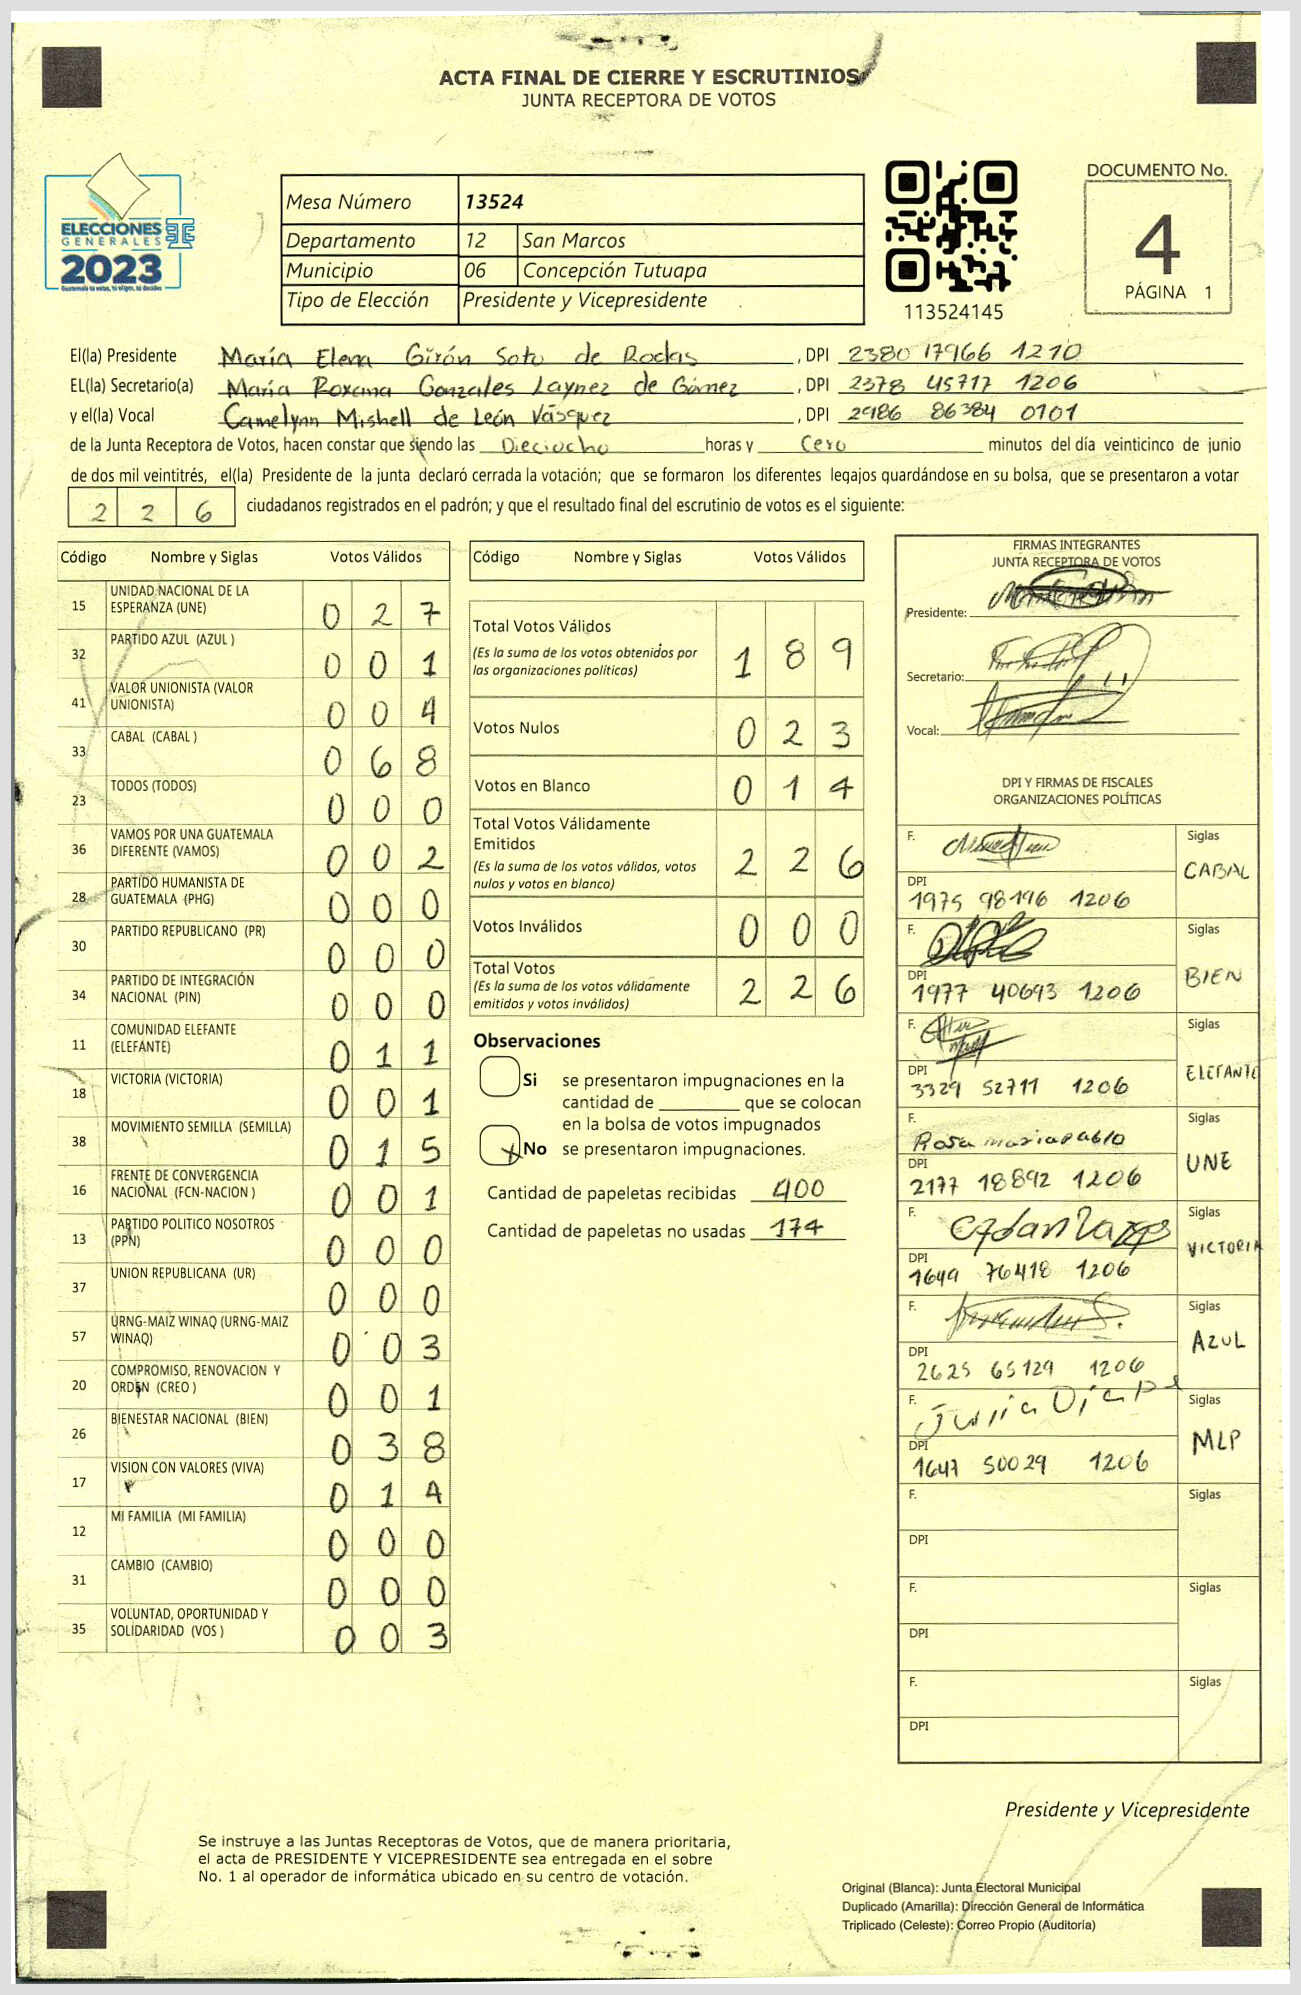 ACTA FINAL DE CIERRE Y ESCRUTINIOS
JUNTA RECEPTORA DE VOTOS
ELECCIONES
GENERALES
2023
Guatemala tú votas, tú eliges, tú decides
Mesa Número 13524
Departamento 12 San Marcos
Municipio 06 Concepción Tutuapa
Tipo de Elección Presidente y Vicepresidente
113524145
DOCUMENTO No.
4
PÁGINA 1
El(la) Presidente María Elena Girón Soto de Rodas, DPI 2380 17966 1210
EL(la) Secretario(a) María Roxana Gonzales Laynez de Gómez, DPI 2378 45717 1206
y el(la) Vocal Camelynn Mishell de León Vásquez, DPI 2986 86384 0101
de la Junta Receptora de Votos, hacen constar que siendo las Dieciocho horas y Cero minutos del día veinticinco de junio
de dos mil veintitrés, el(la) Presidente de la junta declaró cerrada la votación; que se formaron los diferentes legajos guardándose en su bolsa, que se presentaron a votar
2 2 6 ciudadanos registrados en el padrón; y que el resultado final del escrutinio de votos es el siguiente:
Código Nombre y Siglas Votos Válidos
15 UNIDAD NACIONAL DE LA ESPERANZA (UNE) 0 2 7
32 PARTIDO AZUL (AZUL ) 0 0 1
41 VALOR UNIONISTA (VALOR UNIONISTA) 0 0 4
33 CABAL (CABAL ) 0 6 8
23 TODOS (TODOS) 0 0 0
36 VAMOS POR UNA GUATEMALA DIFERENTE (VAMOS) 0 0 2
28 PARTIDO HUMANISTA DE GUATEMALA (PHG) 0 0 0
30 PARTIDO REPUBLICANO (PR) 0 0 0
34 PARTIDO DE INTEGRACIÓN NACIONAL (PIN) 0 0 0
11 COMUNIDAD ELEFANTE (ELEFANTE) 0 1 1
18 VICTORIA (VICTORIA) 0 0 1
38 MOVIMIENTO SEMILLA (SEMILLA) 0 1 5
16 FRENTE DE CONVERGENCIA NACIONAL (FCN-NACION ) 0 0 1
13 PARTIDO POLITICO NOSOTROS (PPN) 0 0 0
37 UNION REPUBLICANA (UR) 0 0 0
57 URNG-MAIZ WINAQ (URNG-MAIZ WINAQ) 0 0 3
20 COMPROMISO, RENOVACION Y ORDEN (CREO ) 0 0 1
26 BIENESTAR NACIONAL (BIEN) 0 3 8
17 VISION CON VALORES (VIVA) 0 1 4
12 MI FAMILIA (MI FAMILIA) 0 0 0
31 CAMBIO (CAMBIO) 0 0 0
35 VOLUNTAD, OPORTUNIDAD Y SOLIDARIDAD (VOS ) 0 0 3
Código Nombre y Siglas Votos Válidos
Total Votos Válidos 1 8 9
(Es la suma de los votos obtenidos por
las organizaciones políticas)
Votos Nulos 0 2 3
Votos en Blanco 0 1 4
Total Votos Válidamente
Emitidos 2 2 6
(Es la suma de los votos válidos, votos
nulos y votos en blanco)
Votos Inválidos 0 0 0
Total Votos 2 2 6
(Es la suma de los votos válidamente
emitidos y votos inválidos)
Observaciones
Si se presentaron impugnaciones en la
cantidad de ________ que se colocan
en la bolsa de votos impugnados
X No se presentaron impugnaciones.
Cantidad de papeletas recibidas 400
Cantidad de papeletas no usadas 174
FIRMAS INTEGRANTES
JUNTA RECEPTORA DE VOTOS
Presidente:
Secretario:
Vocal:
DPI Y FIRMAS DE FISCALES
ORGANIZACIONES POLÍTICAS
F. Siglas
CABAL
DPI
1975 98196 1206
F. Siglas
BIEN
DPI
1977 40693 1206
F. Siglas
ELEFANTE
DPI
3329 52711 1206
F. Rosa maria pablo Siglas
UNE
DPI
2177 18892 1206
F. Siglas
VICTORIA
DPI
1649 76418 1206
F. Siglas
AZUL
DPI
2625 65129 1206
F. Siglas
MLP
DPI
1647 50029 1206
F. Siglas
DPI
F. Siglas
DPI
F. Siglas
DPI
Presidente y Vicepresidente
Se instruye a las Juntas Receptoras de Votos, que de manera prioritaria,
el acta de PRESIDENTE Y VICEPRESIDENTE sea entregada en el sobre
No. 1 al operador de informática ubicado en su centro de votación.
Original (Blanca): Junta Electoral Municipal
Duplicado (Amarilla): Dirección General de Informática
Triplicado (Celeste): Correo Propio (Auditoría)